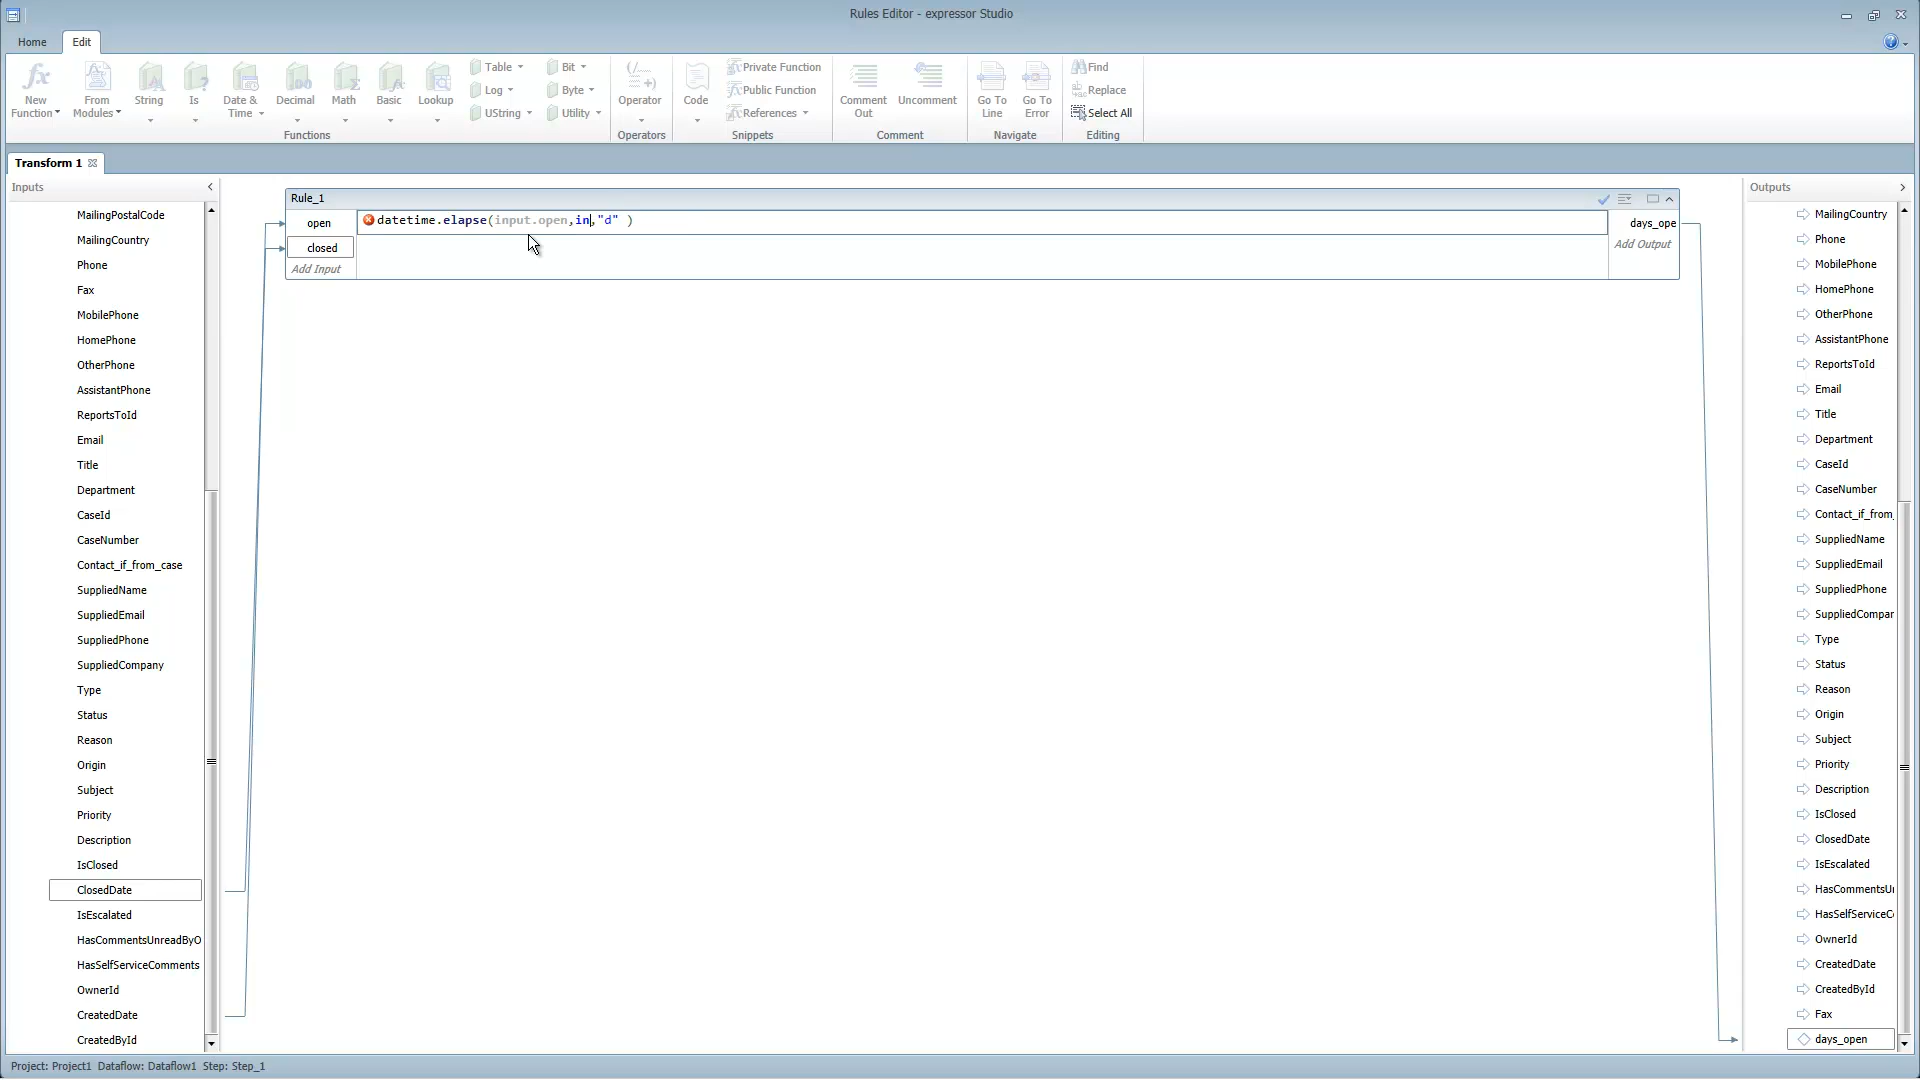 Rules Editor - expressor Studio
Home Edit
New Function
From Modules
String
Is
Date & Time
Decimal
Math
Basic
Lookup
Table
Log
UString
Bit
Byte
Utility
Functions
Operator
Operators
Code
Private Function
Public Function
References
Snippets
Comment Out
Uncomment
Comment
Go To Line
Go To Error
Navigate
Find
Replace
Select All
Editing
Transform 1
Inputs
MailingPostalCode
MailingCountry
Phone
Fax
MobilePhone
HomePhone
OtherPhone
AssistantPhone
ReportsToId
Email
Title
Department
CaseId
CaseNumber
Contact_if_from_case
SuppliedName
SuppliedEmail
SuppliedPhone
SuppliedCompany
Type
Status
Reason
Origin
Subject
Priority
Description
IsClosed
ClosedDate
IsEscalated
HasCommentsUnreadByO
HasSelfServiceComments
OwnerId
CreatedDate
CreatedById
Rule_1
open
closed
Add Input
datetime.elapse(input.open,in,"d" )
days_ope
Add Output
Outputs
MailingCountry
Phone
MobilePhone
HomePhone
OtherPhone
AssistantPhone
ReportsToId
Email
Title
Department
CaseId
CaseNumber
Contact_if_from_
SuppliedName
SuppliedEmail
SuppliedPhone
SuppliedCompar
Type
Status
Reason
Origin
Subject
Priority
Description
IsClosed
ClosedDate
IsEscalated
HasCommentsUi
HasSelfServiceC
OwnerId
CreatedDate
CreatedById
Fax
days_open
Project: Project1 Dataflow: Dataflow1 Step: Step_1